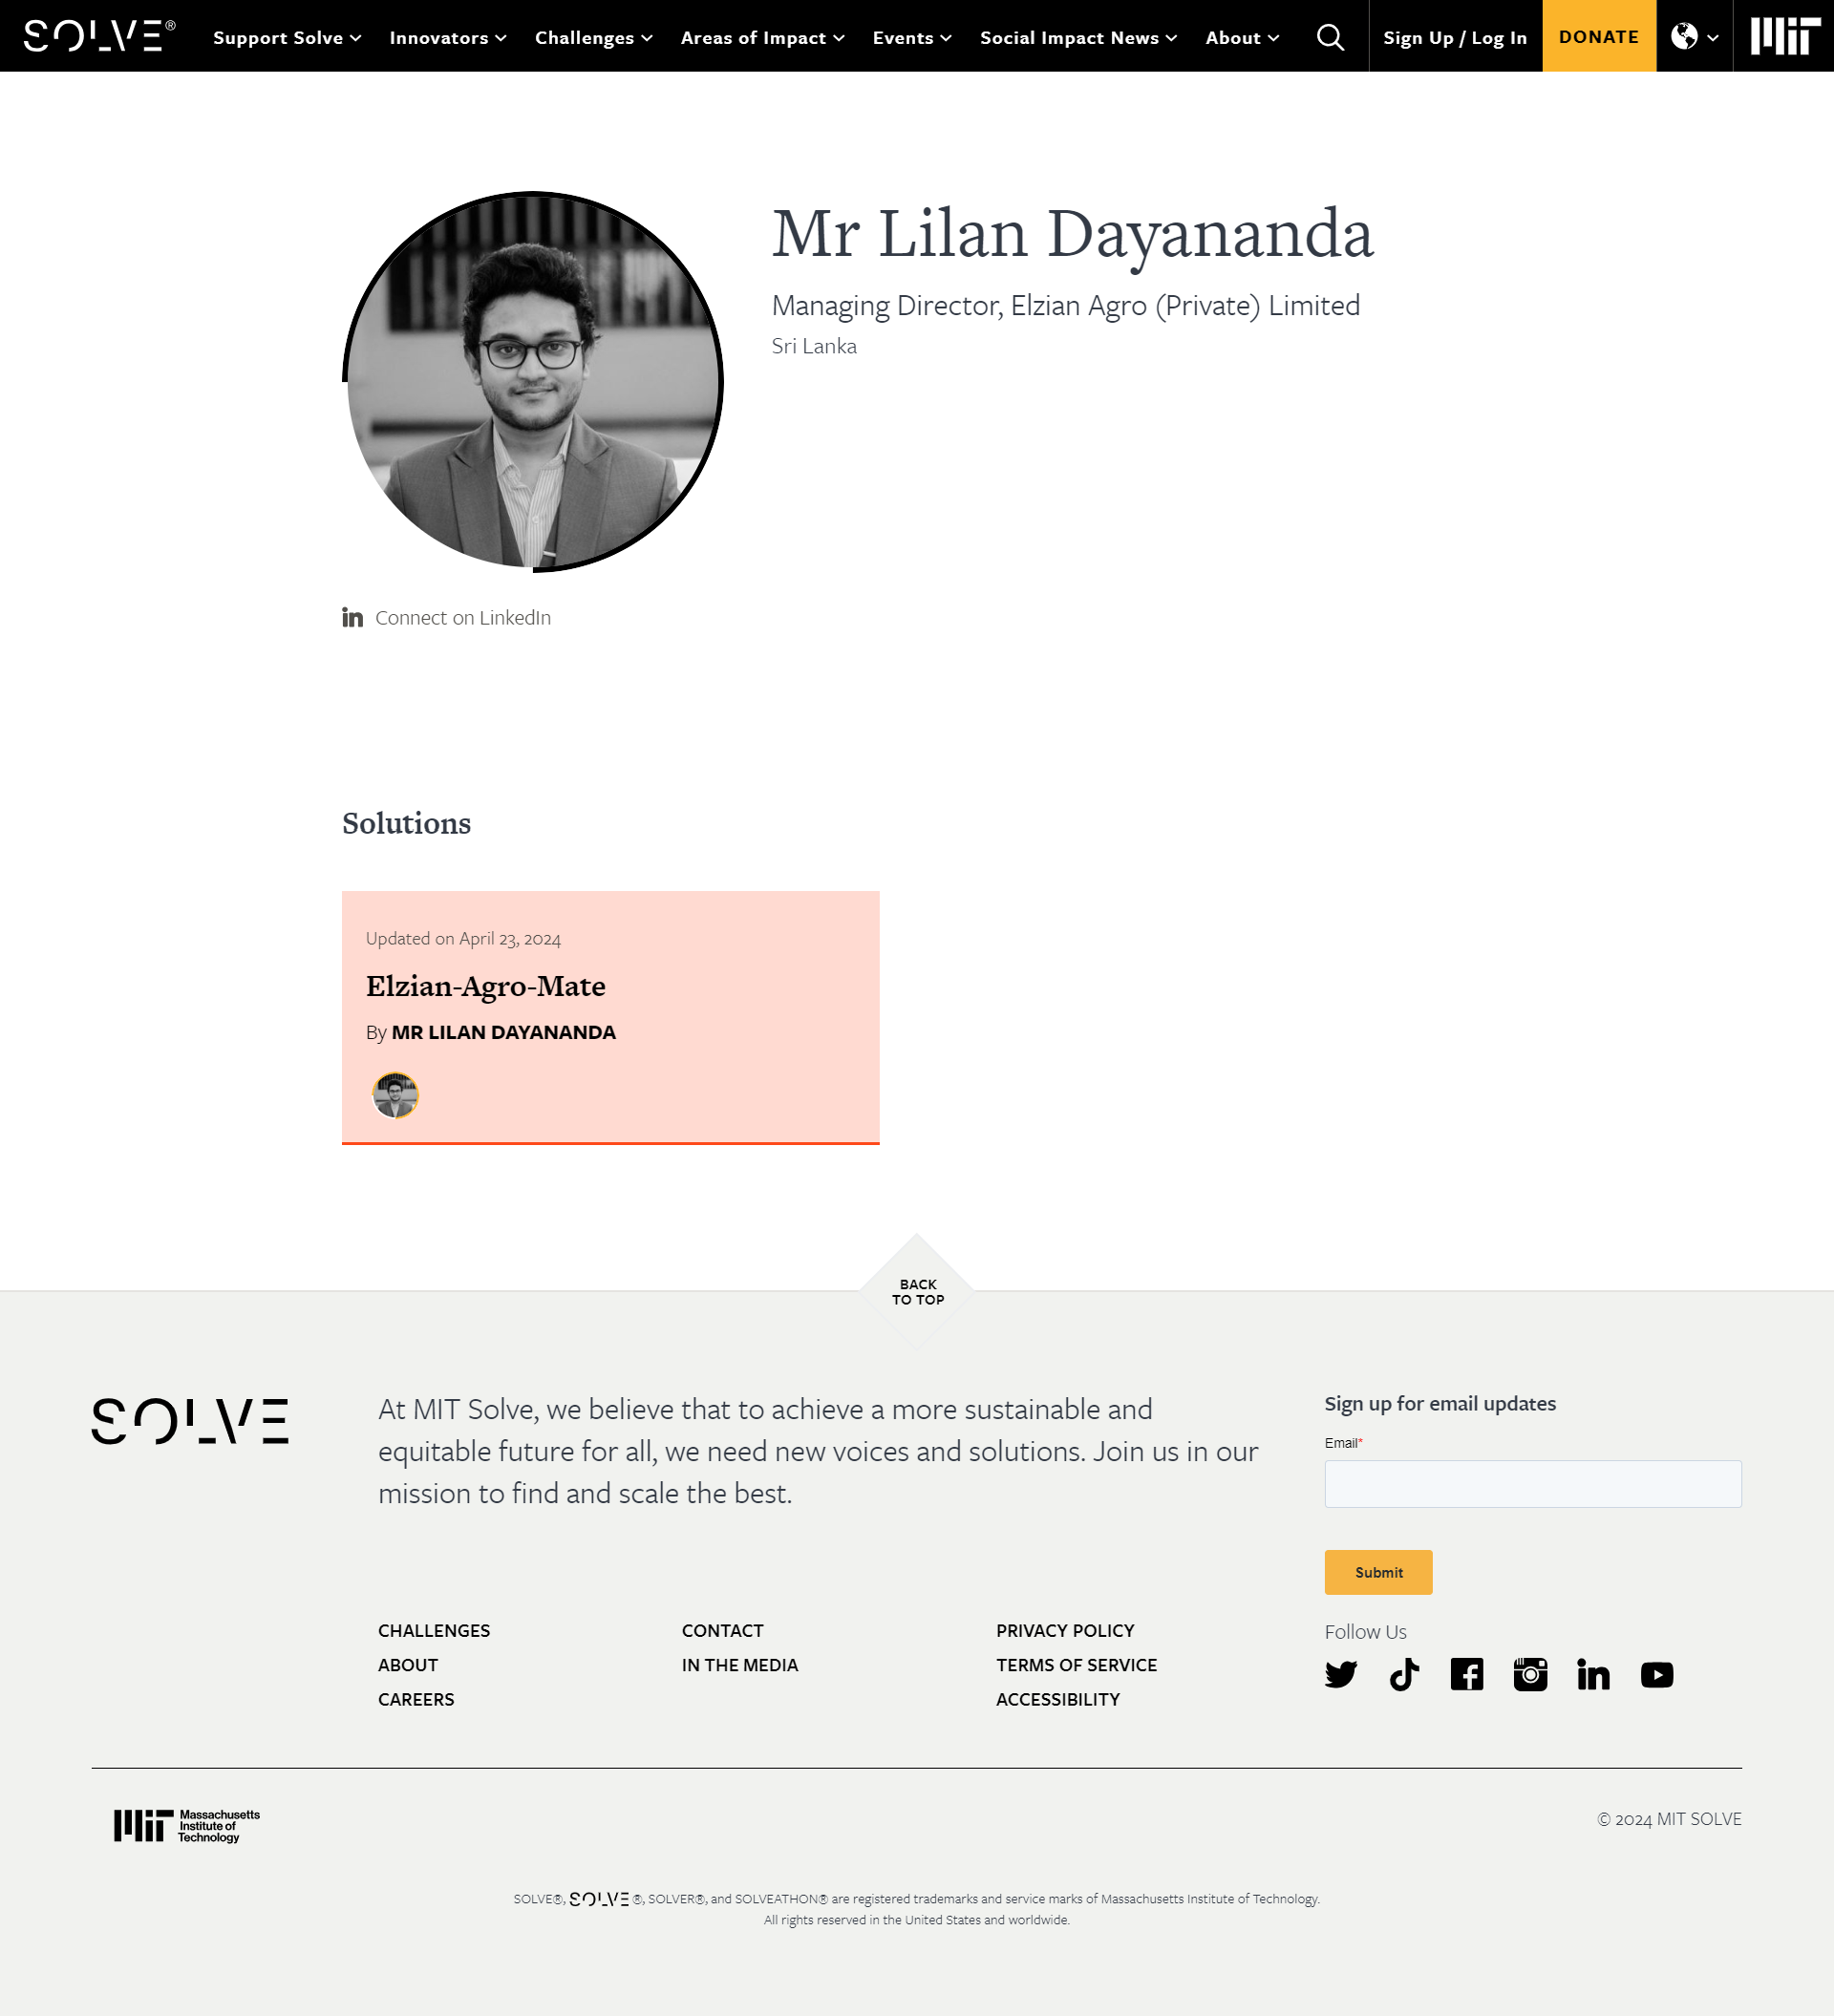 SOLVE®
Support Solve
Innovators
Challenges
Areas of Impact
Events
Social Impact News
About
Sign Up / Log In
DONATE
MIT
Mr Lilan Dayananda
Managing Director, Elzian Agro (Private) Limited
Sri Lanka
in Connect on LinkedIn
Solutions
Updated on April 23, 2024
Elzian-Agro-Mate
By MR LILAN DAYANANDA
BACK
TO TOP
SOLVE
At MIT Solve, we believe that to achieve a more sustainable and
equitable future for all, we need new voices and solutions. Join us in our
mission to find and scale the best.
Sign up for email updates
Email*
Submit
CHALLENGES
ABOUT
CAREERS
CONTACT
IN THE MEDIA
PRIVACY POLICY
TERMS OF SERVICE
ACCESSIBILITY
Follow Us
MIT Massachusetts
Institute of
Technology
© 2024 MIT SOLVE
SOLVE®, SOLVE ®, SOLVER®, and SOLVEATHON® are registered trademarks and service marks of Massachusetts Institute of Technology.
All rights reserved in the United States and worldwide.